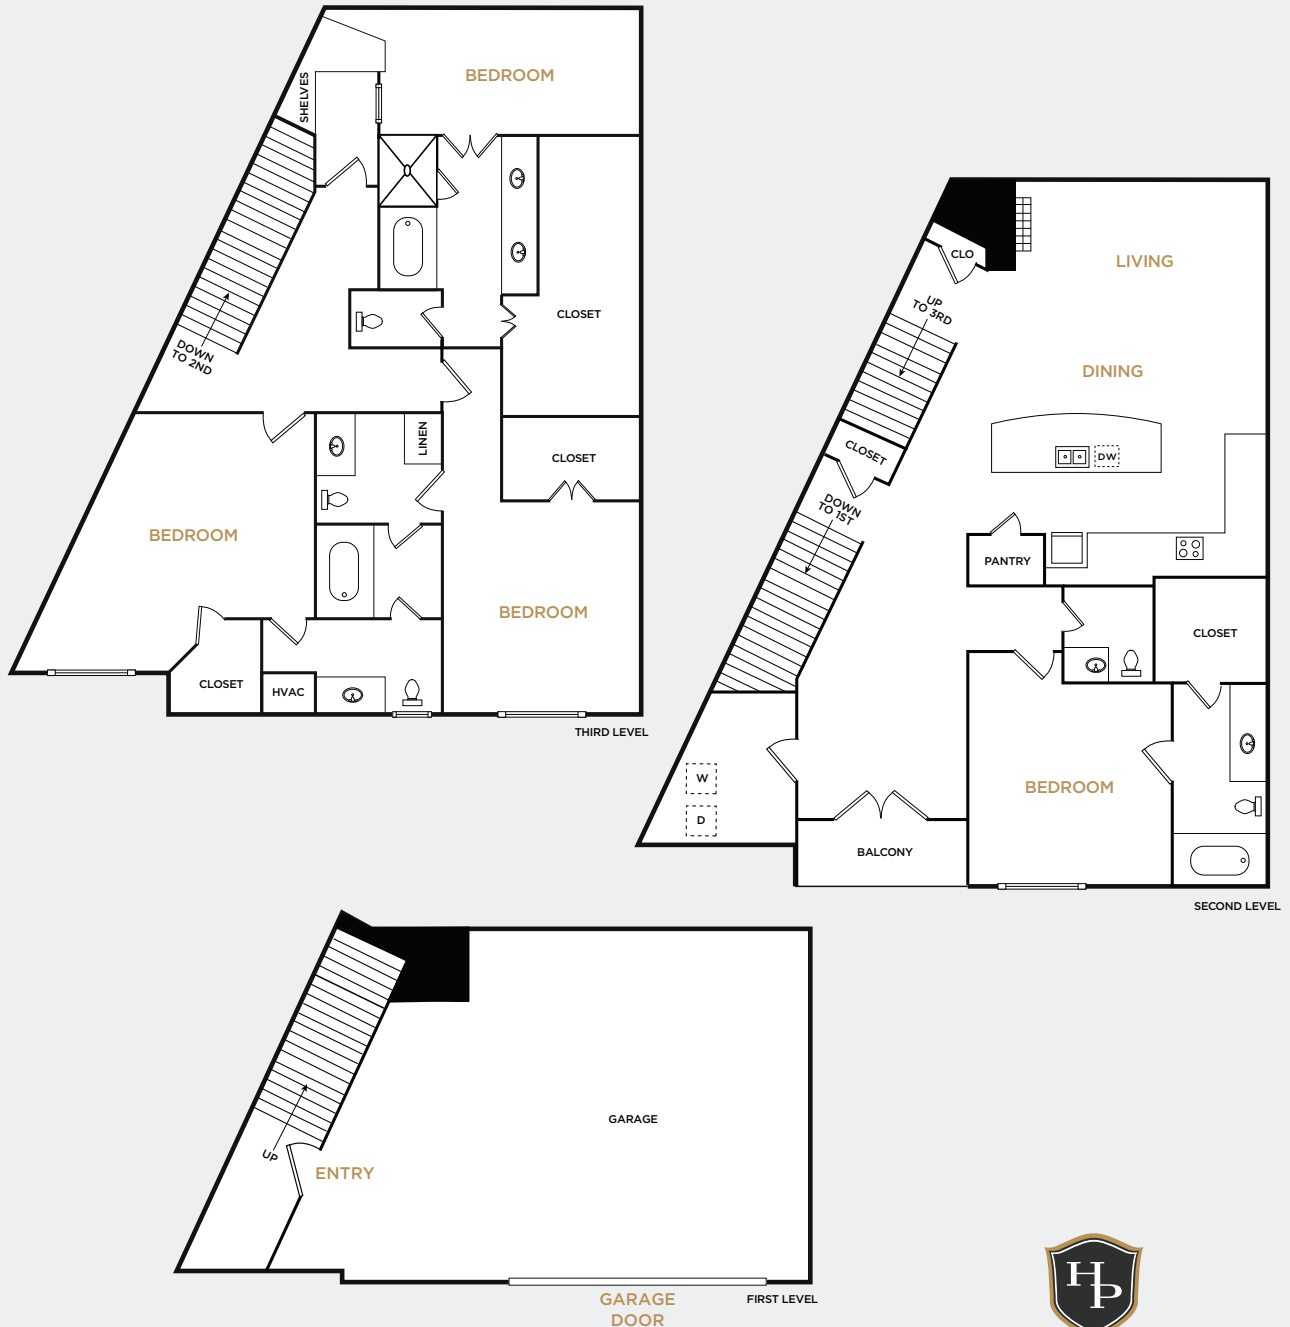 BEDROOM
SHELVES
DOWN
TO 2ND
CLOSET
LINEN
CLOSET
BEDROOM
BEDROOM
CLOSET
HVAC
THIRD LEVEL
CLO
LIVING
UP
TO 3RD
DINING
DW
CLOSET
DOWN
TO 1ST
PANTRY
CLOSET
W
D
BEDROOM
BALCONY
SECOND LEVEL
GARAGE
UP
ENTRY
GARAGE
DOOR
FIRST LEVEL
HP